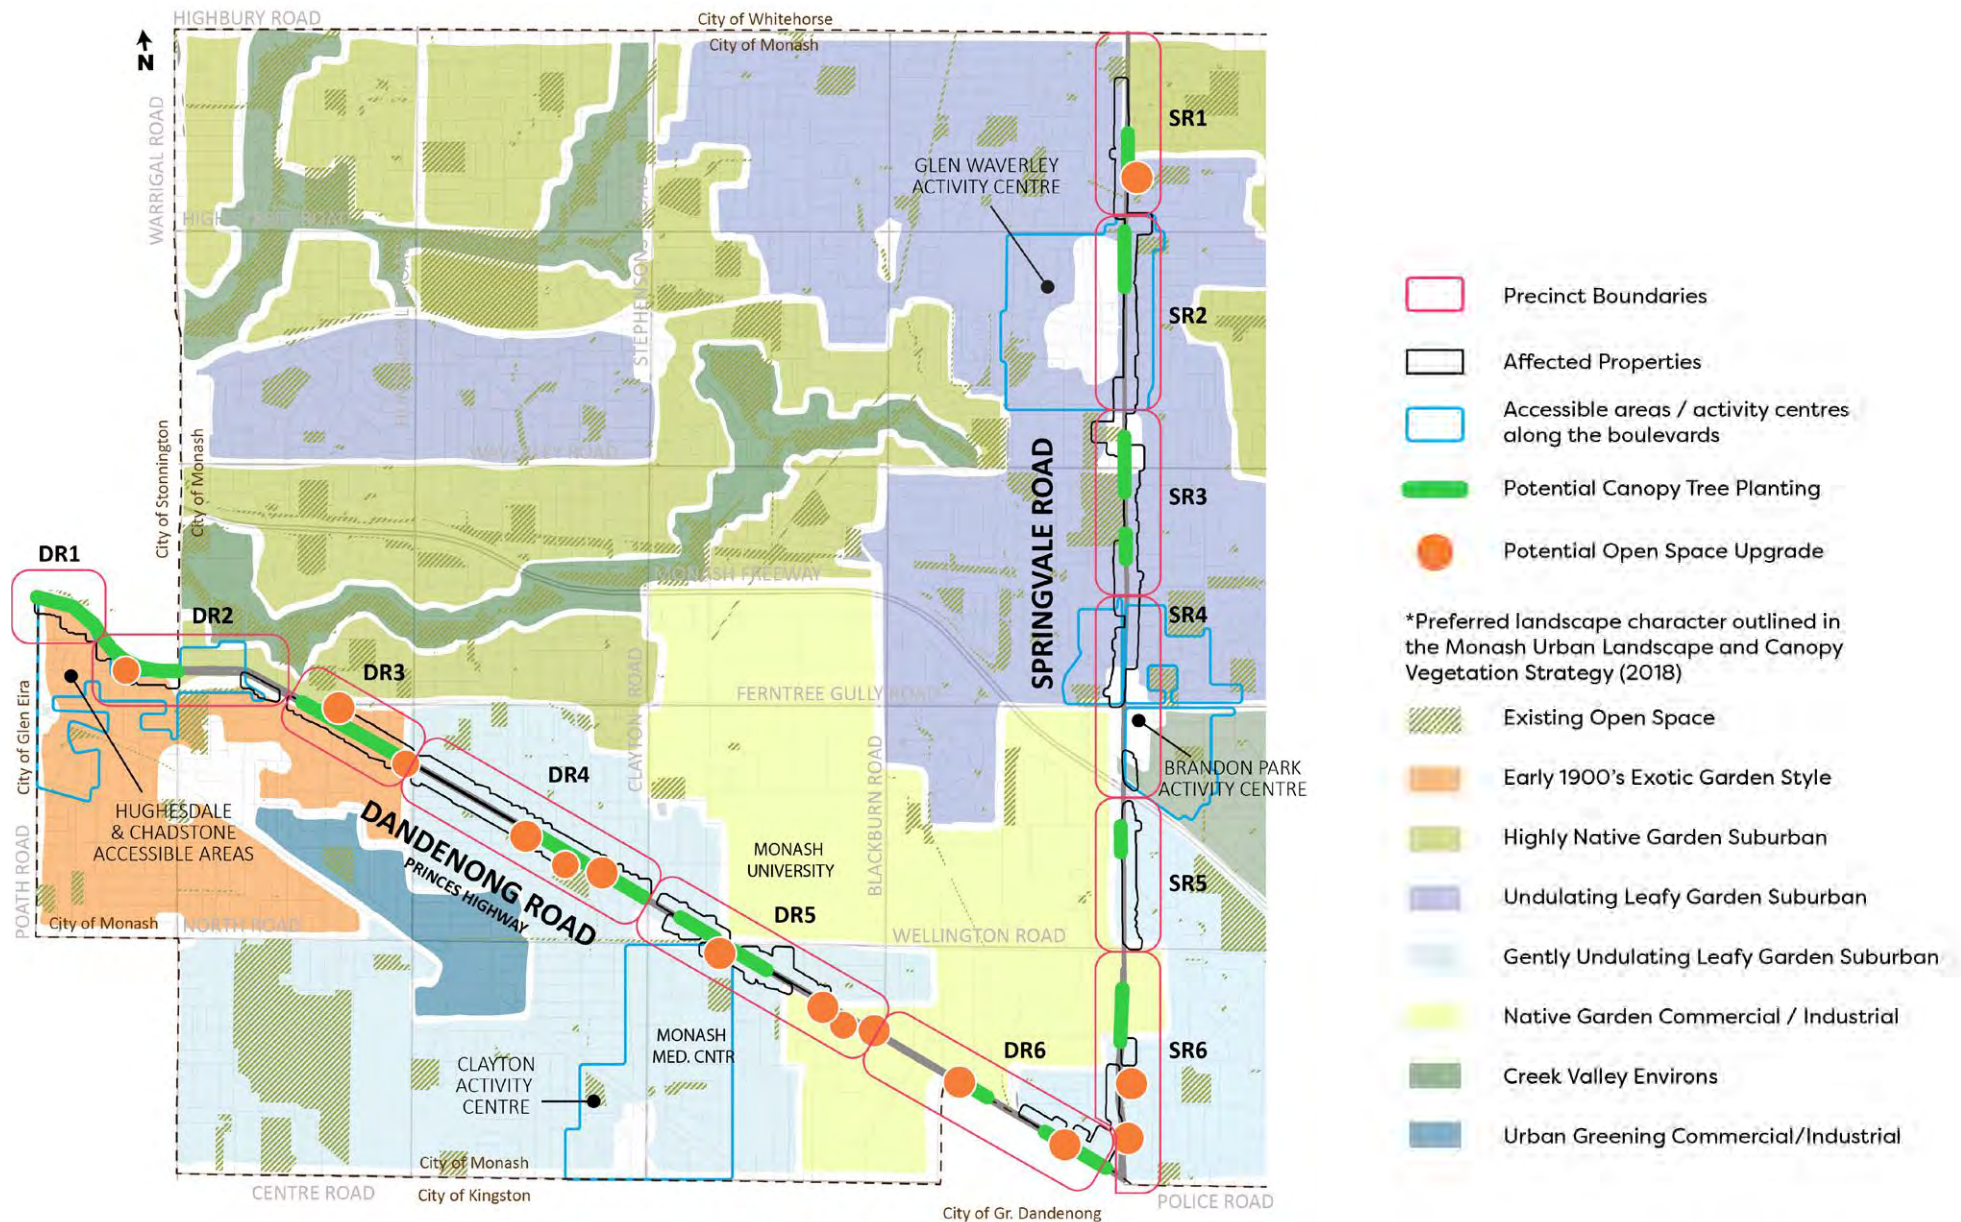 HIGHBURY ROAD
City of Whitehorse
City of Monash
N
WARRIGAL ROAD
SR1
GLEN WAVERLEY
ACTIVITY CENTRE
STEPHENSONS ROAD
SR2
WAVERLEY ROAD
City of Stonnington
City of Monash
SPRINGVALE ROAD
SR3
DR1
MONASH FREEWAY
DR2
SR4
DR3
FERNTREE GULLY ROAD
CLAYTON ROAD
City of Glen Eira
DR4
BRANDON PARK
ACTIVITY CENTRE
HUGHESDALE
& CHADSTONE
ACCESSIBLE AREAS
DANDENONG ROAD
PRINCES HIGHWAY
MONASH
UNIVERSITY
BLACKBURN ROAD
POATH ROAD
SR5
DR5
City of Monash
NORTH ROAD
WELLINGTON ROAD
MONASH
MED. CNTR
DR6
SR6
CLAYTON
ACTIVITY
CENTRE
City of Monash
CENTRE ROAD
City of Kingston
POLICE ROAD
City of Gr. Dandenong
Precinct Boundaries
Affected Properties
Accessible areas / activity centres
along the boulevards
Potential Canopy Tree Planting
Potential Open Space Upgrade
*Preferred landscape character outlined in
the Monash Urban Landscape and Canopy
Vegetation Strategy (2018)
Existing Open Space
Early 1900's Exotic Garden Style
Highly Native Garden Suburban
Undulating Leafy Garden Suburban
Gently Undulating Leafy Garden Suburban
Native Garden Commercial / Industrial
Creek Valley Environs
Urban Greening Commercial/Industrial